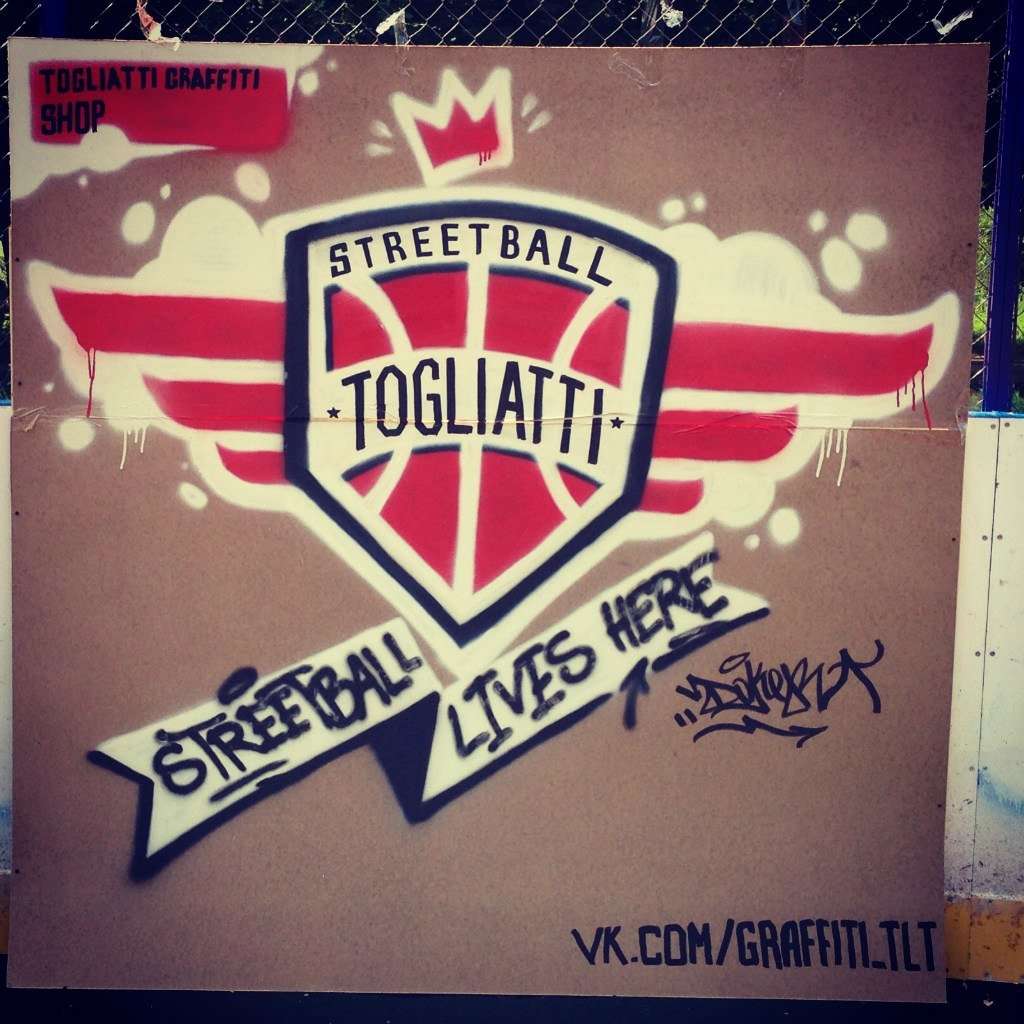 TOGLIATTI GRAFFITI
SHOP
STREETBALL
TOGLIATTI
STREETBALL
LIVES HERE
VK.COM/GRAFFITI_TLT